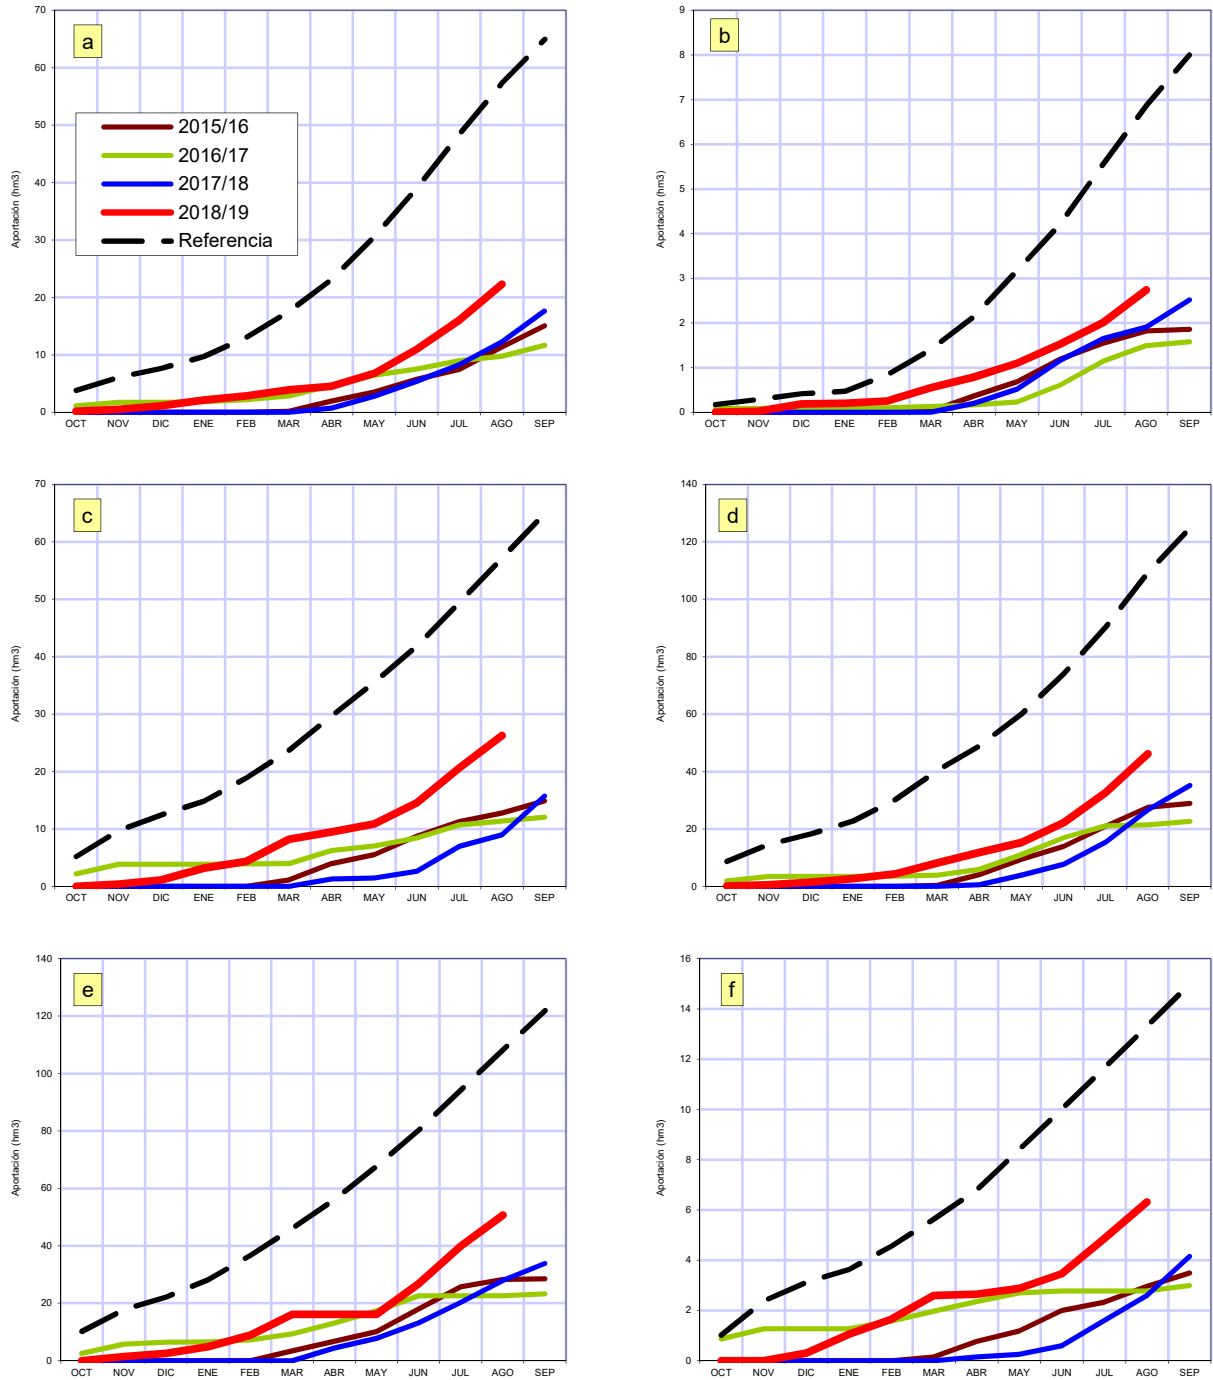 a
70
60
50
40
30
20
10
0
Aportación (hm3)
2015/16
2016/17
2017/18
2018/19
Referencia
OCT NOV DIC ENE FEB MAR ABR MAY JUN JUL AGO SEP
b
9
8
7
6
5
4
3
2
1
0
Aportación (hm3)
OCT NOV DIC ENE FEB MAR ABR MAY JUN JUL AGO SEP
c
70
60
50
40
30
20
10
0
Aportación (hm3)
OCT NOV DIC ENE FEB MAR ABR MAY JUN JUL AGO SEP
d
140
120
100
80
60
40
20
0
Aportación (hm3)
OCT NOV DIC ENE FEB MAR ABR MAY JUN JUL AGO SEP
e
140
120
100
80
60
40
20
0
Aportación (hm3)
OCT NOV DIC ENE FEB MAR ABR MAY JUN JUL AGO SEP
f
16
14
12
10
8
6
4
2
0
Aportación (hm3)
OCT NOV DIC ENE FEB MAR ABR MAY JUN JUL AGO SEP